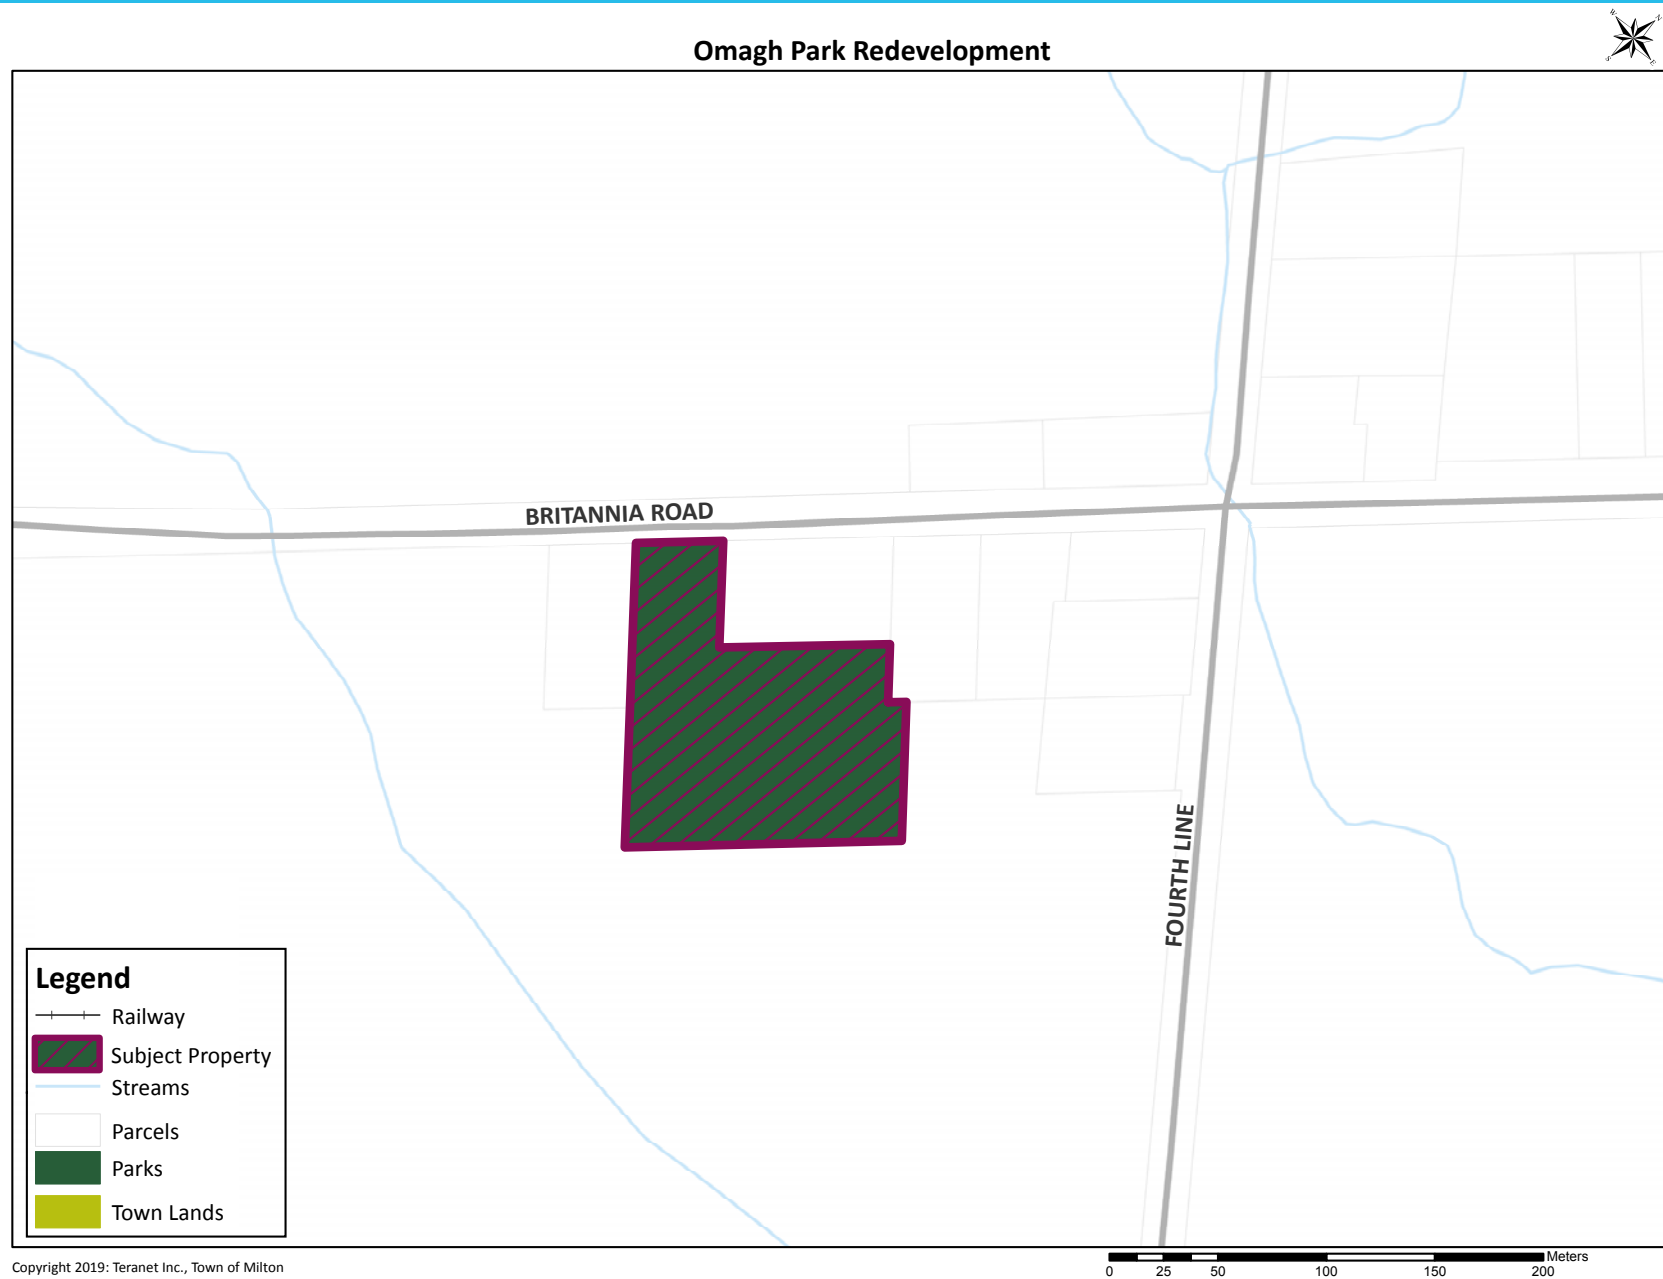 Omagh Park Redevelopment
W
N
S
E
BRITANNIA ROAD
FOURTH LINE
Legend
Railway
Subject Property
Streams
Parcels
Parks
Town Lands
Copyright 2019: Teranet Inc., Town of Milton
Meters
0 25 50 100 150 200